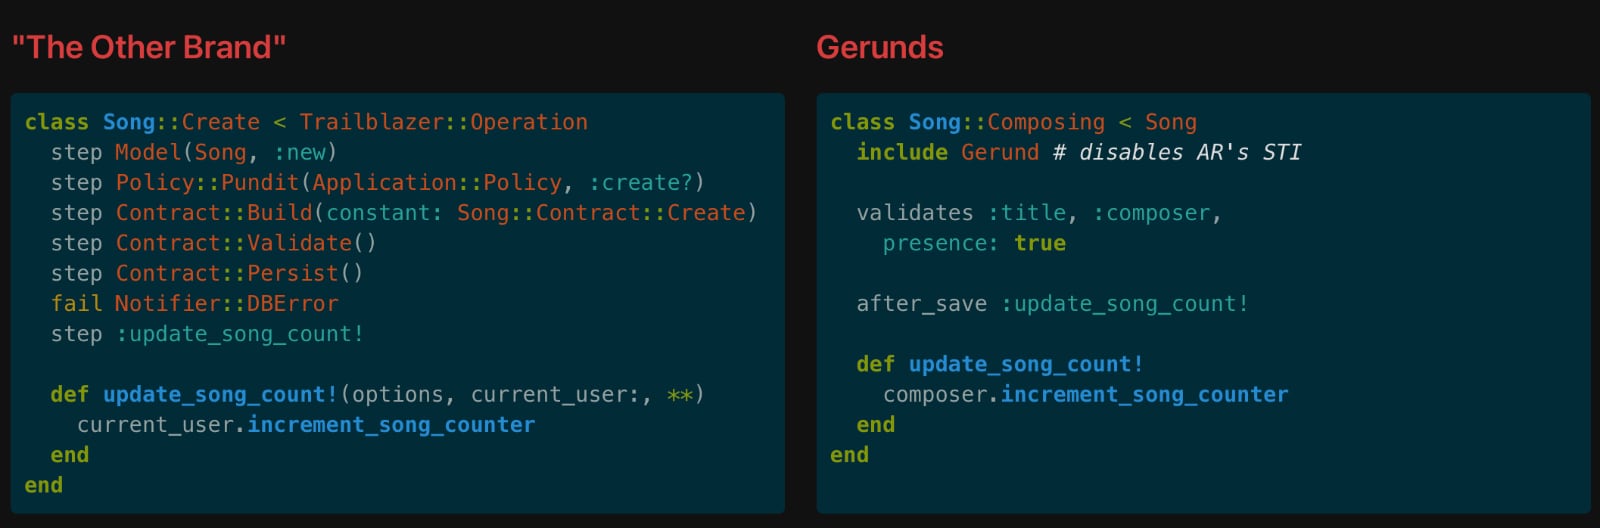 "The Other Brand"
class Song::Create < Trailblazer::Operation
  step Model(Song, :new)
  step Policy::Pundit(Application::Policy, :create?)
  step Contract::Build(constant: Song::Contract::Create)
  step Contract::Validate()
  step Contract::Persist()
  fail Notifier::DBError
  step :update_song_count!

  def update_song_count!(options, current_user:, **)
    current_user.increment_song_counter
  end
end
Gerunds
class Song::Composing < Song
  include Gerund # disables AR's STI

  validates :title, :composer,
    presence: true

  after_save :update_song_count!

  def update_song_count!
    composer.increment_song_counter
  end
end